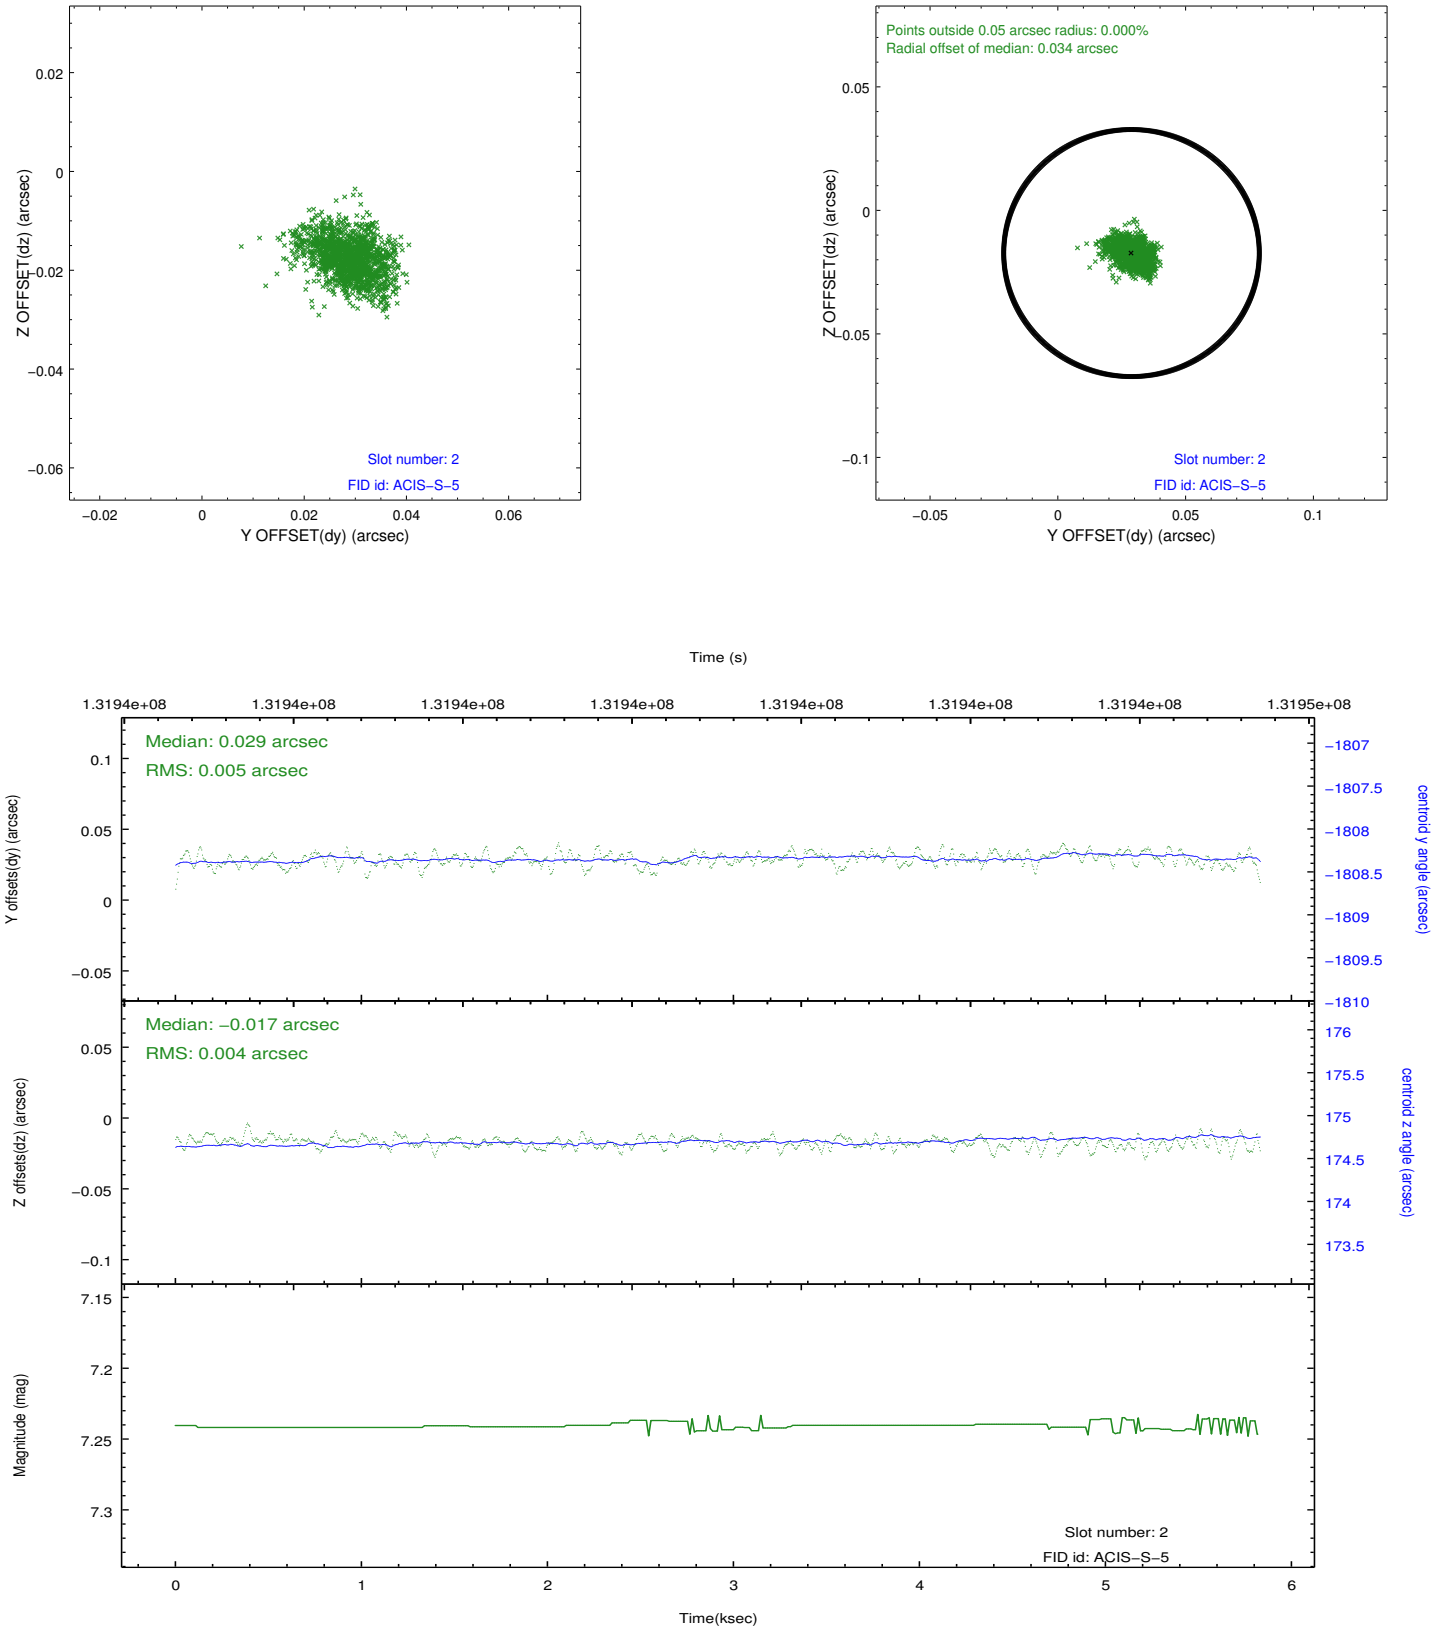 0.02
0
−0.02
−0.04
−0.06
Z OFFSET(dz) (arcsec)
Slot number: 2
FID id: ACIS−S−5
−0.02 0 0.02 0.04 0.06
Y OFFSET(dy) (arcsec)
Points outside 0.05 arcsec radius: 0.000%
Radial offset of median: 0.034 arcsec
0.05
0
−0.05
−0.1
Z OFFSET(dz) (arcsec)
Slot number: 2
FID id: ACIS−S−5
−0.05 0 0.05 0.1
Y OFFSET(dy) (arcsec)
Time (s)
1.3194e+08 1.3194e+08 1.3194e+08 1.3194e+08 1.3194e+08 1.3194e+08 1.3194e+08 1.3195e+08
Median: 0.029 arcsec
RMS: 0.005 arcsec
0.1
0.05
0
−0.05
Y offsets(dy) (arcsec)
−1807
−1807.5
−1808
−1808.5
−1809
−1809.5
−1810
centroid y angle (arcsec)
Median: −0.017 arcsec
RMS: 0.004 arcsec
0.05
0
−0.05
−0.1
Z offsets(dz) (arcsec)
176
175.5
175
174.5
174
173.5
centroid z angle (arcsec)
7.15
7.2
7.25
7.3
Magnitude (mag)
Slot number: 2
FID id: ACIS−S−5
0 1 2 3 4 5 6
Time(ksec)